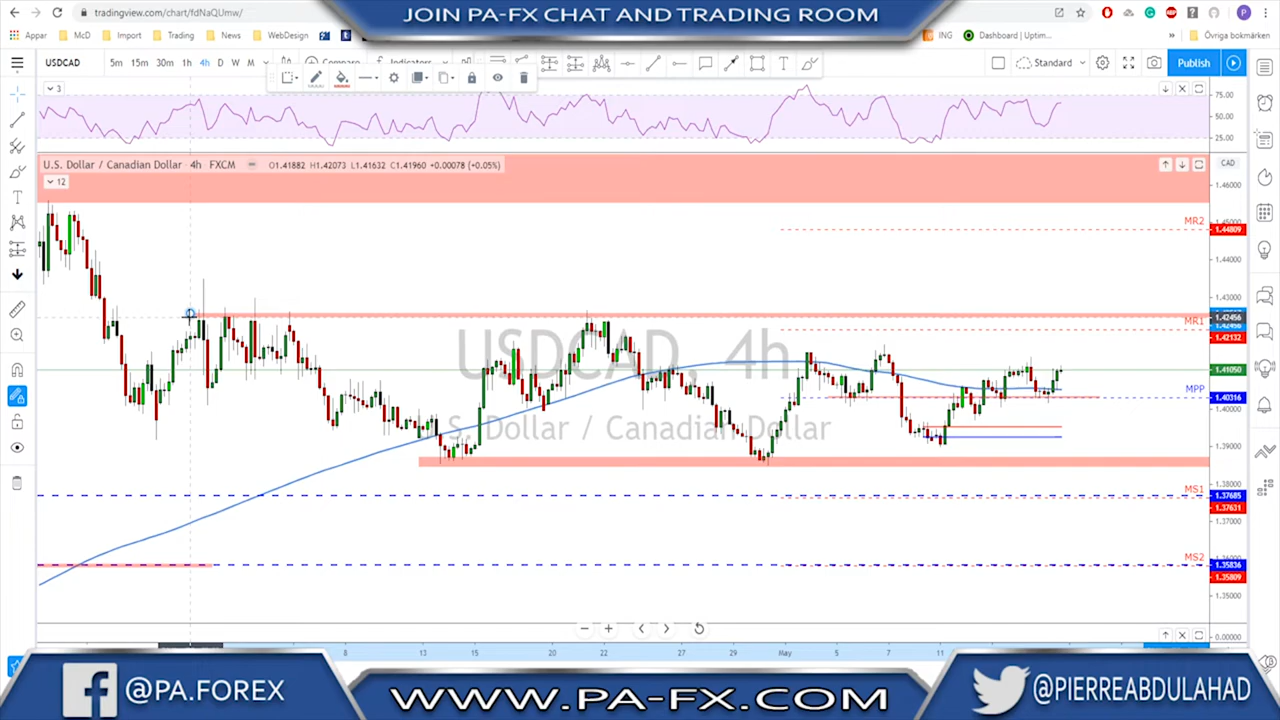 JOIN PA-FX CHAT AND TRADING ROOM
tradingview.com/chart/fdNaQUmw/
Appar McD Import Trading News WebDesign ING Dashboard | Uptim... Övriga bokmärken
USDCAD 5m 15m 30m 1h 4h D W M Compare Indicators Standard Publish
3
75.00
50.00
25.00
U.S. Dollar / Canadian Dollar 4h FXCM O1.41882 H1.42073 L1.41632 C1.41960 +0.00078 (+0.05%)
CAD
12
1.46000
MR2
1.44809
1.44000
1.43000
1.42456
MR1
1.42132
USDCAD, 4h
1.41050
MPP
1.40316
1.40000
U.S. Dollar / Canadian Dollar
1.39000
1.38000
MS1
1.37685
1.37631
1.37000
MS2
1.35836
1.35809
1.35000
0.00000
8 13 15 20 22 27 29 May 5 7 11
@PA.FOREX
WWW.PA-FX.COM
@PIERREABDULAHAD